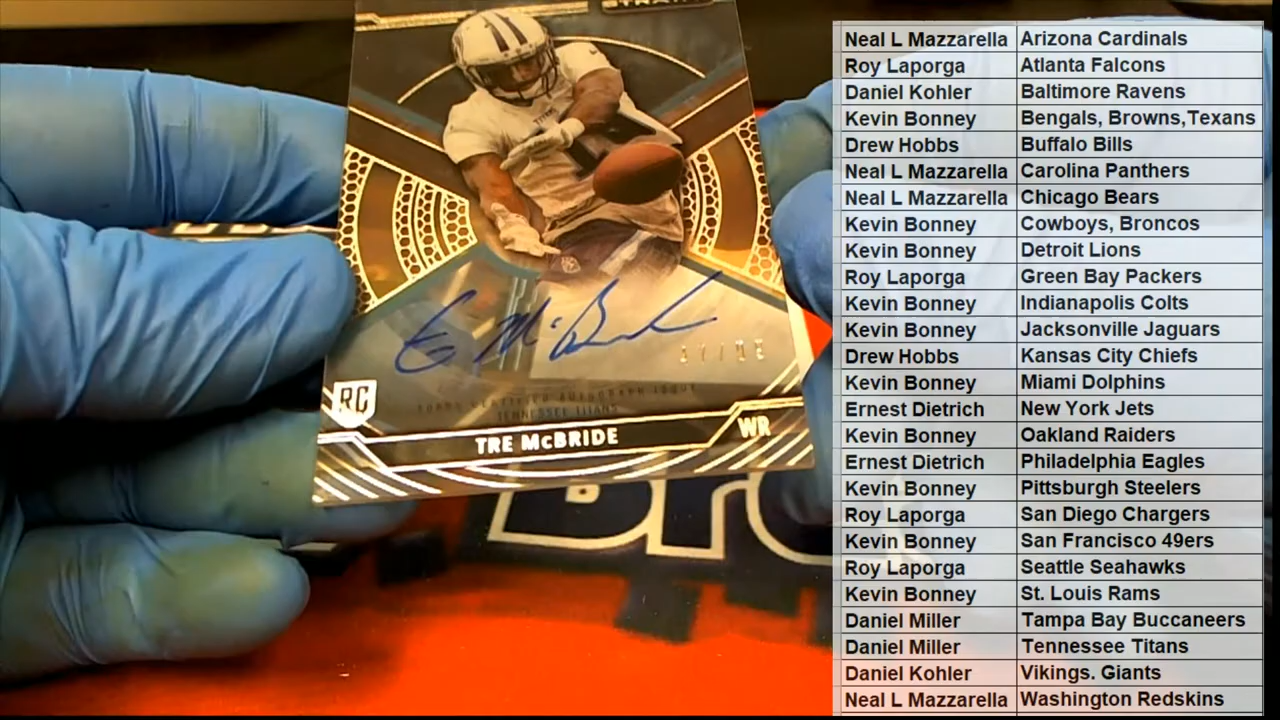 TRE McBRIDE
WR
RC
TOPPS CERTIFIED AUTOGRAPH ISSUE
TENNESSEE TITANS
Neal L Mazzarella Arizona Cardinals
Roy Laporga Atlanta Falcons
Daniel Kohler Baltimore Ravens
Kevin Bonney Bengals, Browns,Texans
Drew Hobbs Buffalo Bills
Neal L Mazzarella Carolina Panthers
Neal L Mazzarella Chicago Bears
Kevin Bonney Cowboys, Broncos
Kevin Bonney Detroit Lions
Roy Laporga Green Bay Packers
Kevin Bonney Indianapolis Colts
Kevin Bonney Jacksonville Jaguars
Drew Hobbs Kansas City Chiefs
Kevin Bonney Miami Dolphins
Ernest Dietrich New York Jets
Kevin Bonney Oakland Raiders
Ernest Dietrich Philadelphia Eagles
Kevin Bonney Pittsburgh Steelers
Roy Laporga San Diego Chargers
Kevin Bonney San Francisco 49ers
Roy Laporga Seattle Seahawks
Kevin Bonney St. Louis Rams
Daniel Miller Tampa Bay Buccaneers
Daniel Miller Tennessee Titans
Daniel Kohler Vikings. Giants
Neal L Mazzarella Washington Redskins